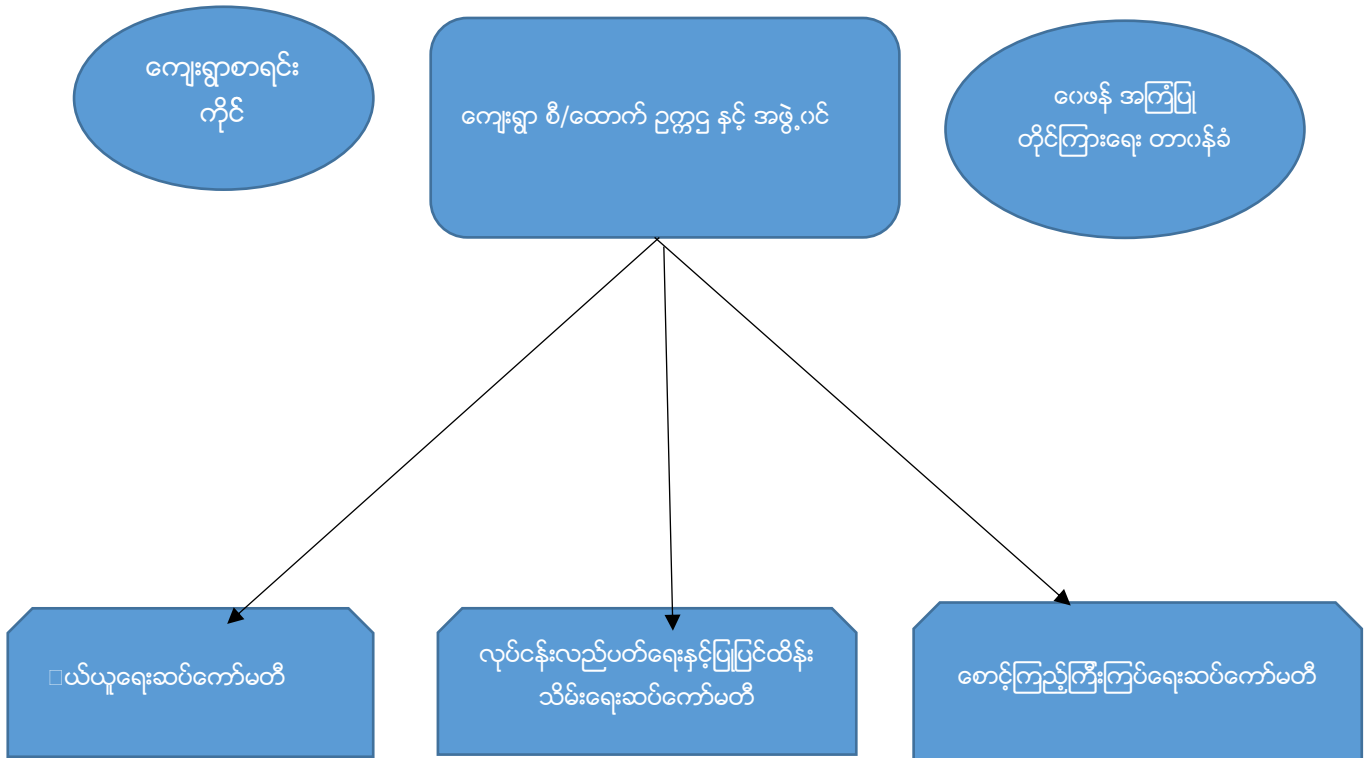 ကျေးရွာစာရင်း
ကိုင်
ကျေးရွာ စီ/ထောက် ဥက္ကဌ နှင့် အဖွဲ့ဝင်
ဝေဖန် အကြံပြု
တိုင်ကြားရေး တာဝန်ခံ
□ယ်ယူရေးဆပ်ကော်မတီ
လုပ်ငန်းလည်ပတ်ရေးနှင့်ပြုပြင်ထိန်း
သိမ်းရေးဆပ်ကော်မတီ
စောင့်ကြည့်ကြီးကြပ်ရေးဆပ်ကော်မတီ